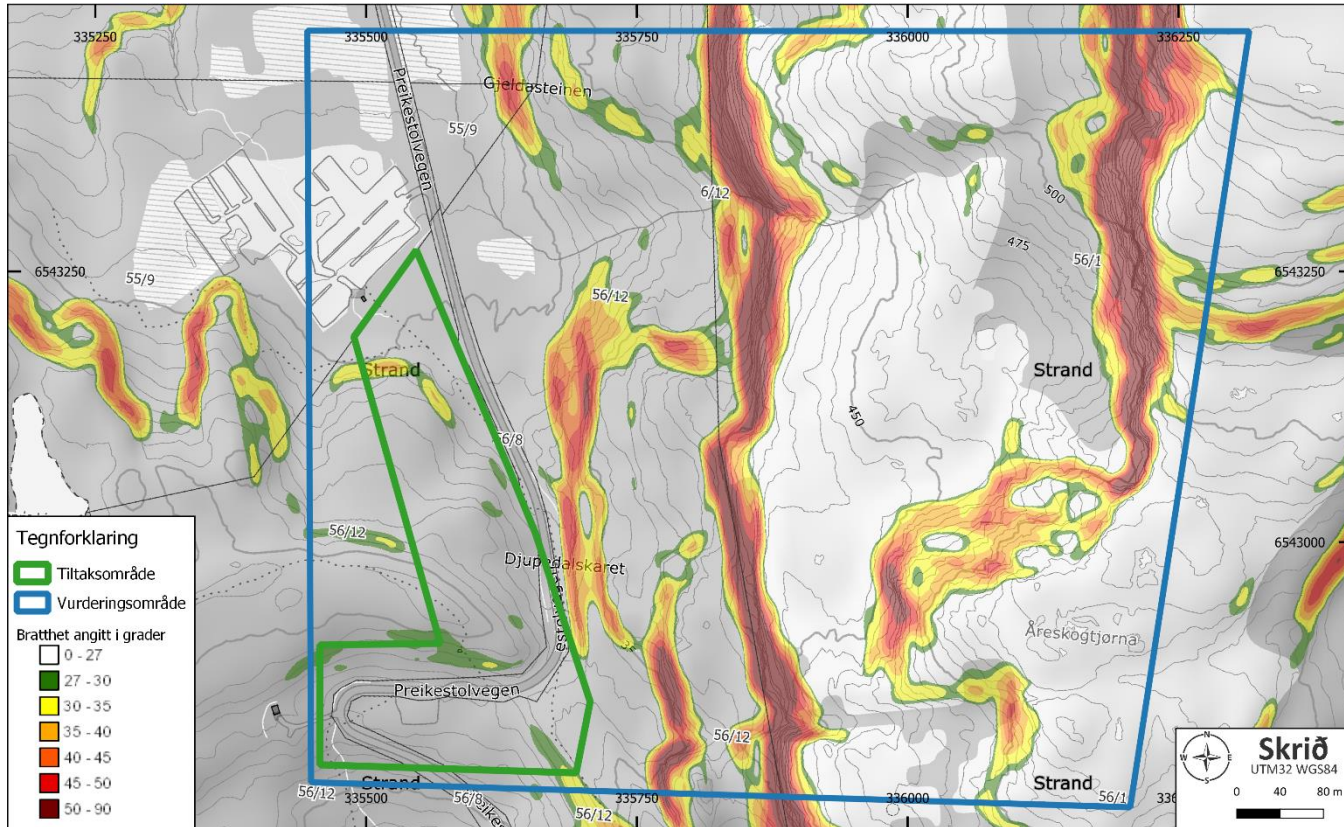 335250
335500
335750
336000
336250
Preikestolvegen
Gjeldasteinen
55/9
6/12
500
475
56/1
6543250
55/9
56/12
6543250
Strand
Strand
450
56/8
56/12
Djupedalskaret
6543000
Åreskogtjørna
Preikestolvegen
56/12
Strand
Strand
56/12
335500
56/8
335750
56/12
336000
56/1
Tegnforklaring
Tiltaksområde
Vurderingsområde
Bratthet angitt i grader
0 - 27
27 - 30
30 - 35
35 - 40
40 - 45
45 - 50
50 - 90
N
W E
S
Skrið
UTM32 WGS84
0 40 80 m